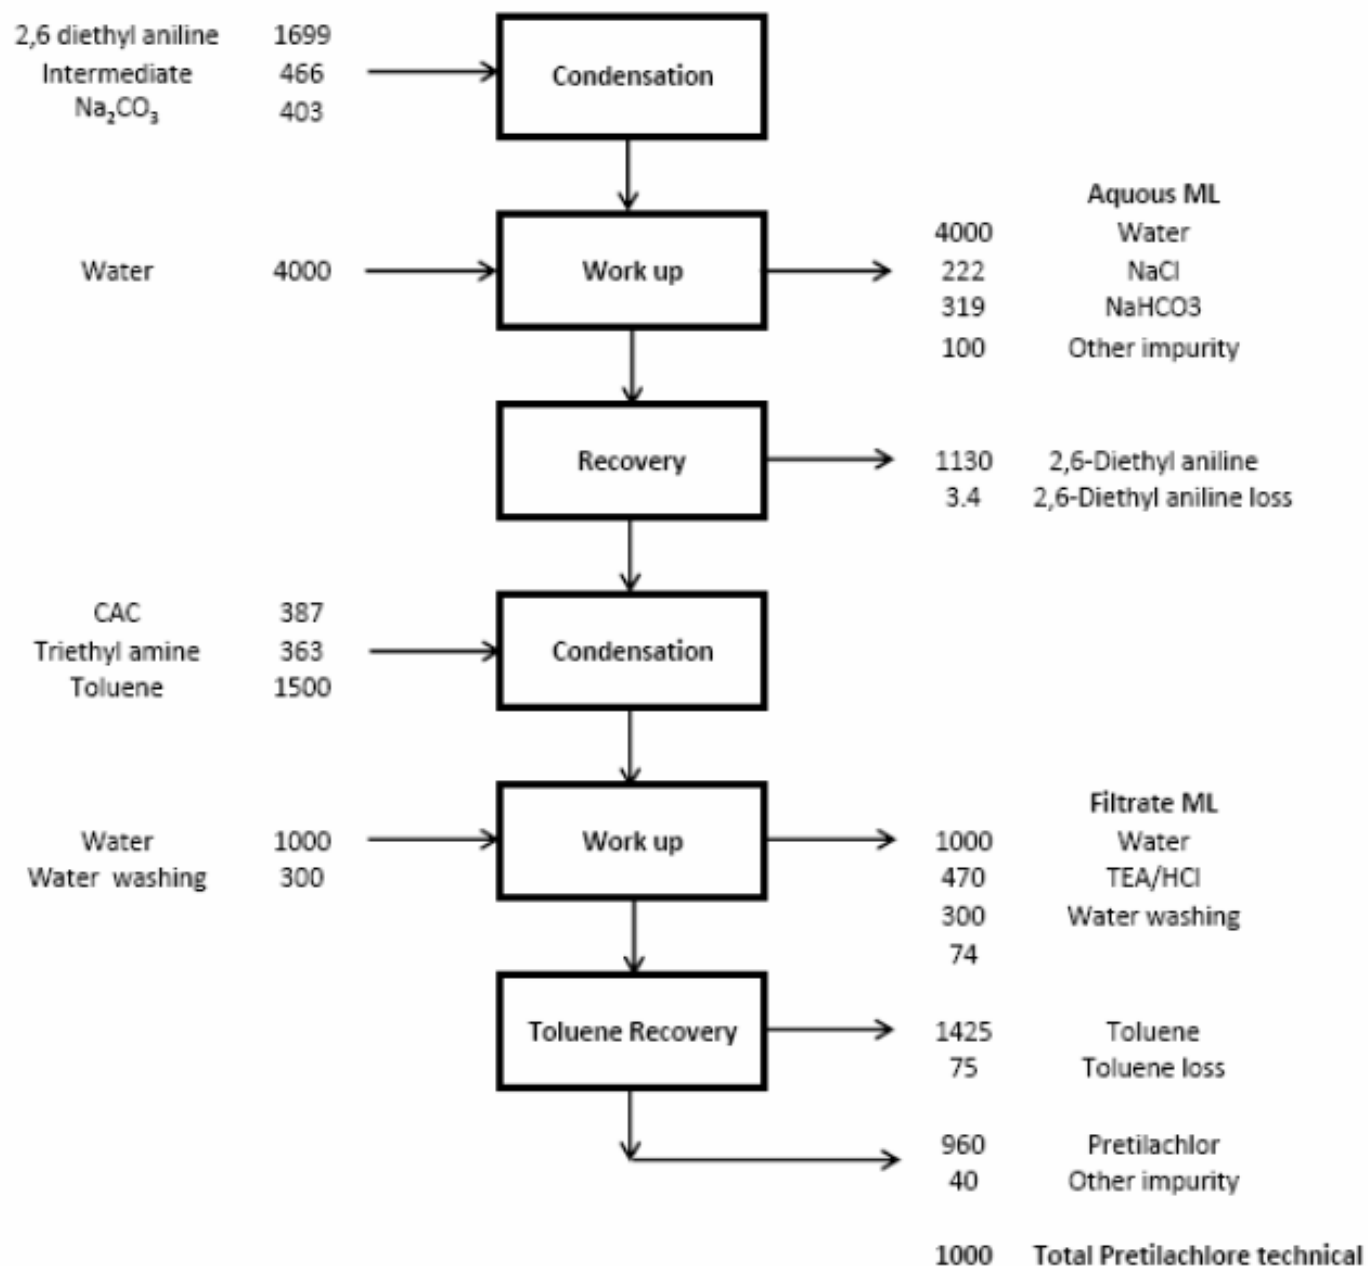 2,6 diethyl aniline 1699
Intermediate 466
Na₂CO₃ 403
Condensation
Aquous ML
4000 Water
Water 4000
Work up
222 NaCl
319 NaHCO3
100 Other impurity
Recovery
1130 2,6-Diethyl aniline
3.4 2,6-Diethyl aniline loss
CAC 387
Triethyl amine 363
Toluene 1500
Condensation
Filtrate ML
Water 1000
Water washing 300
Work up
1000 Water
470 TEA/HCl
300 Water washing
74
Toluene Recovery
1425 Toluene
75 Toluene loss
960 Pretilachlor
40 Other impurity
1000 Total Pretilachlore technical